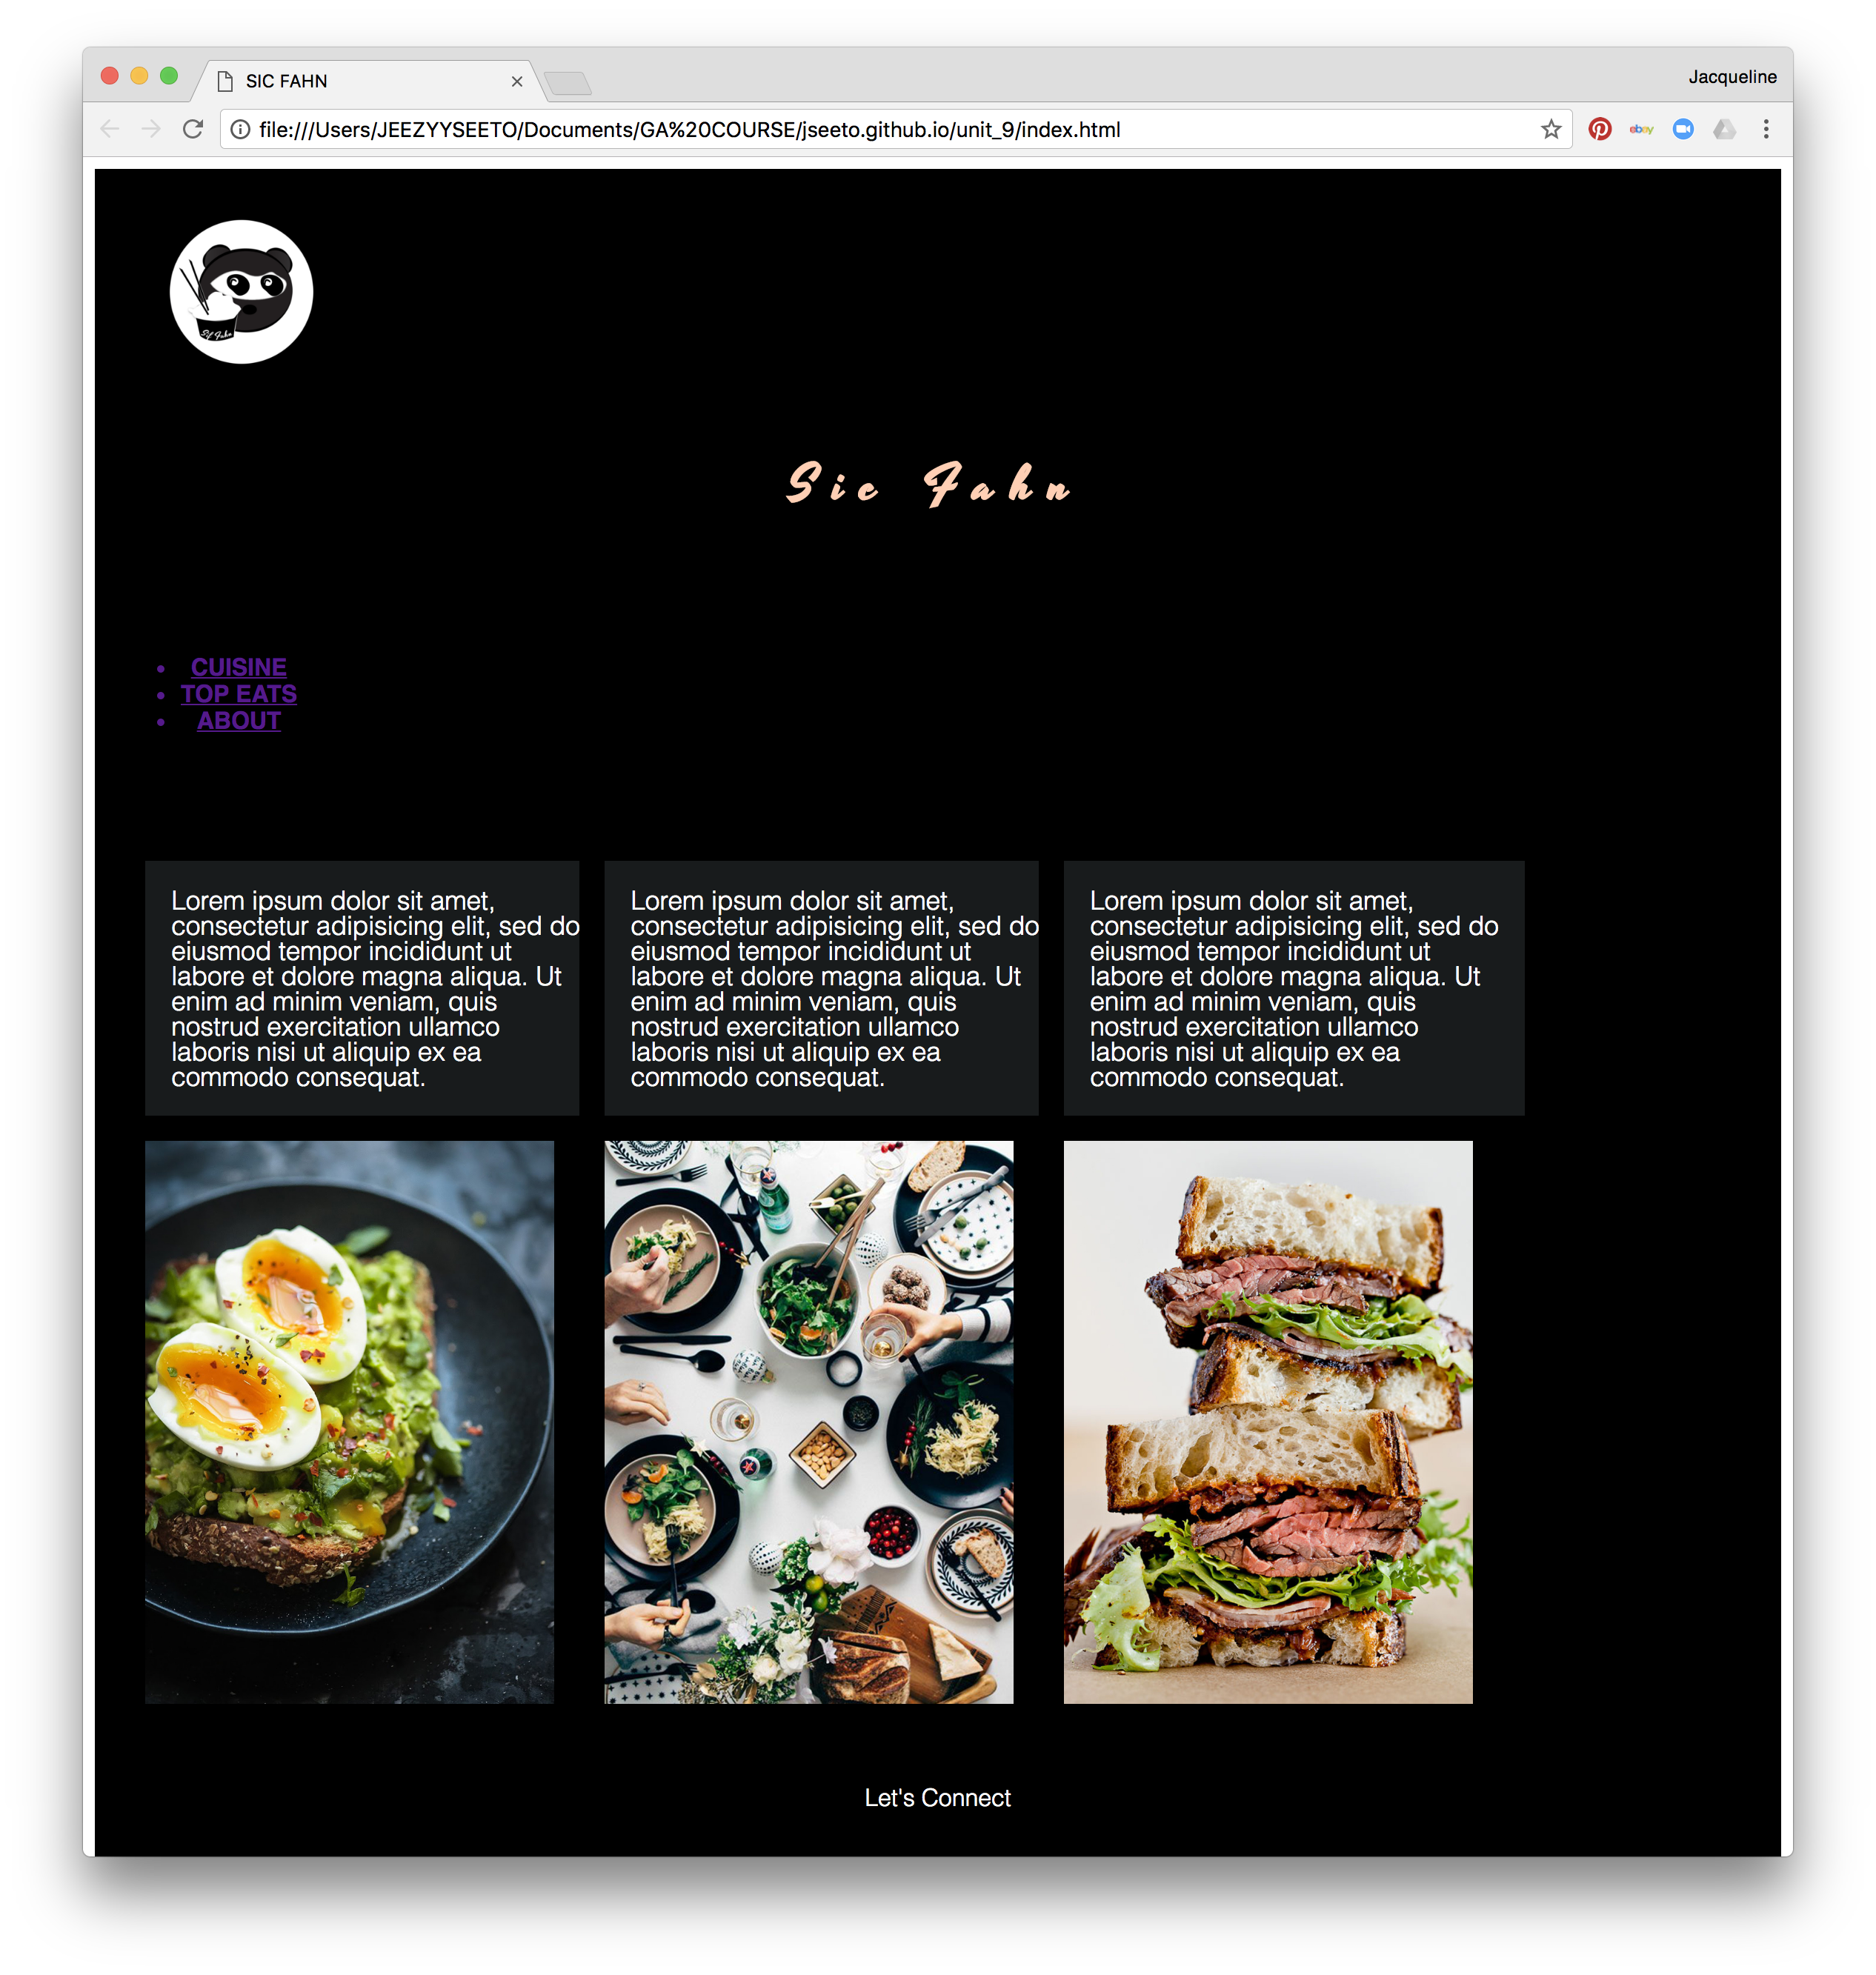 SIC FAHN
Jacqueline
file:///Users/JEEZYYSEETO/Documents/GA%20COURSE/jseeto.github.io/unit_9/index.html
ebay
Sic Fahn
CUISINE
TOP EATS
ABOUT
Lorem ipsum dolor sit amet,
consectetur adipisicing elit, sed do
eiusmod tempor incididunt ut
labore et dolore magna aliqua. Ut
enim ad minim veniam, quis
nostrud exercitation ullamco
laboris nisi ut aliquip ex ea
commodo consequat.
Lorem ipsum dolor sit amet,
consectetur adipisicing elit, sed do
eiusmod tempor incididunt ut
labore et dolore magna aliqua. Ut
enim ad minim veniam, quis
nostrud exercitation ullamco
laboris nisi ut aliquip ex ea
commodo consequat.
Lorem ipsum dolor sit amet,
consectetur adipisicing elit, sed do
eiusmod tempor incididunt ut
labore et dolore magna aliqua. Ut
enim ad minim veniam, quis
nostrud exercitation ullamco
laboris nisi ut aliquip ex ea
commodo consequat.
Let's Connect